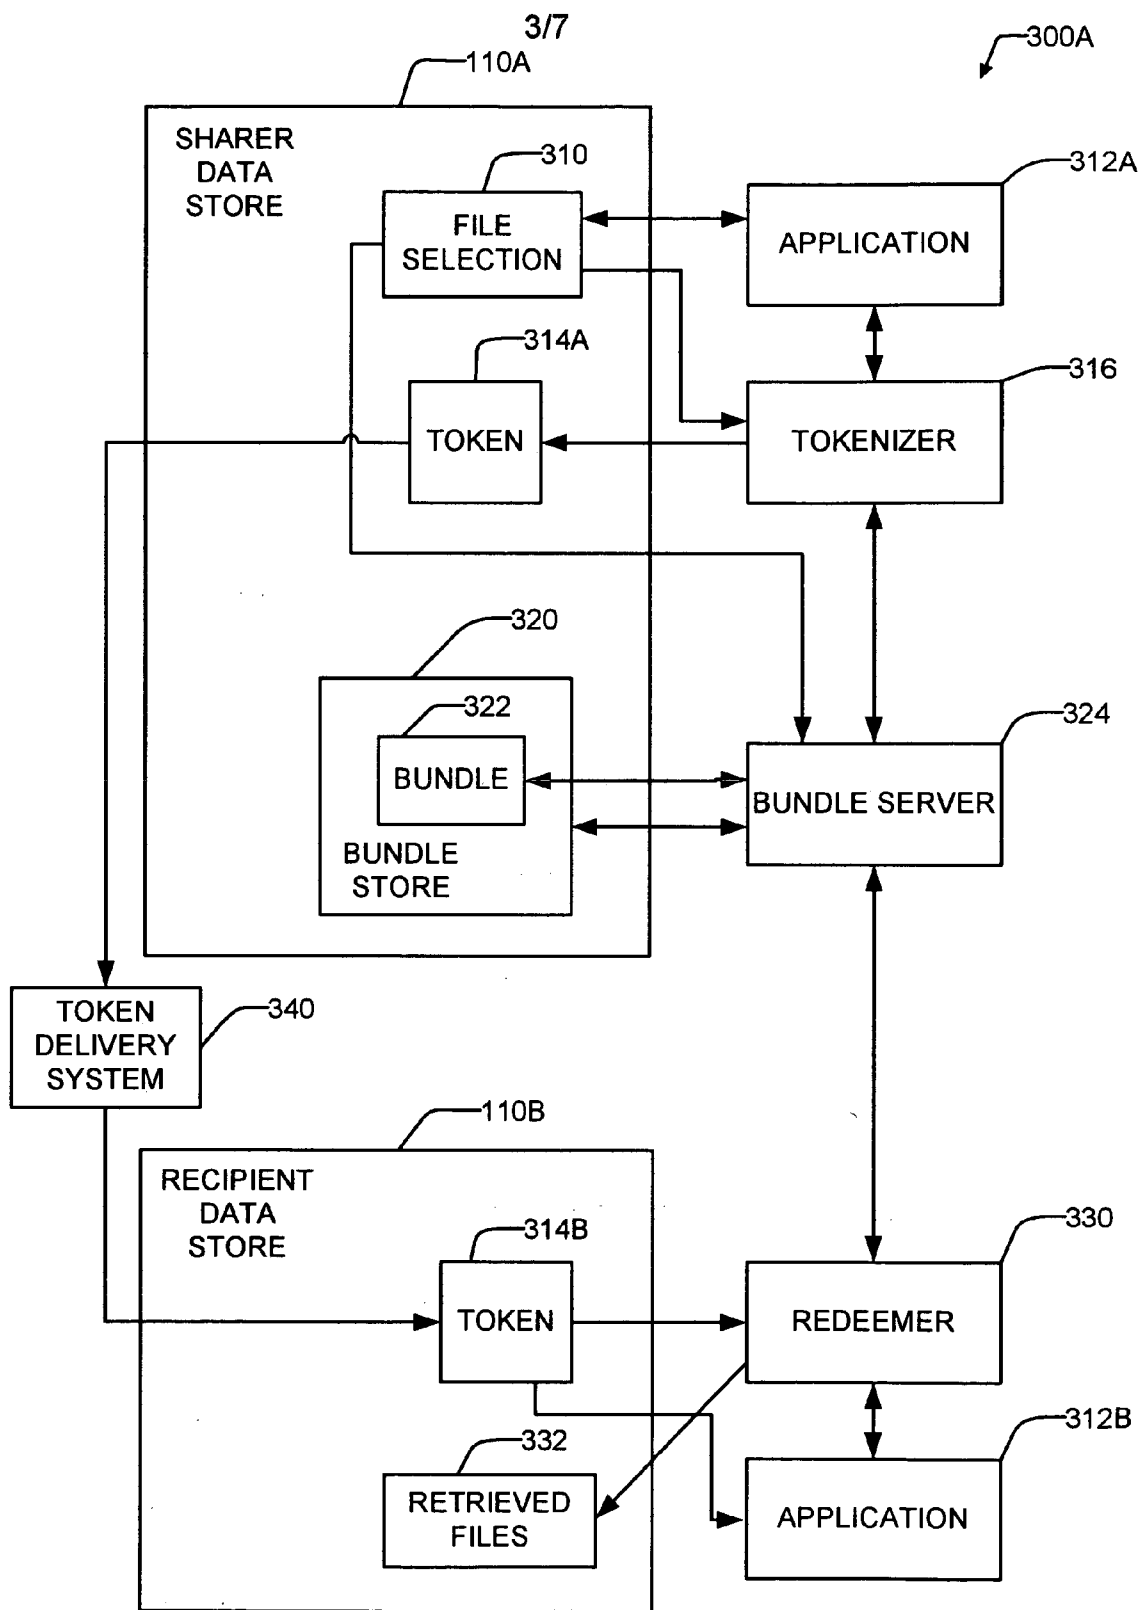 3/7
300A
110A
SHARER
DATA
STORE
310
FILE
SELECTION
312A
APPLICATION
314A
TOKEN
316
TOKENIZER
320
322
BUNDLE
BUNDLE
STORE
324
BUNDLE SERVER
TOKEN
DELIVERY
SYSTEM
340
110B
RECIPIENT
DATA
STORE
314B
TOKEN
330
REDEEMER
332
RETRIEVED
FILES
312B
APPLICATION